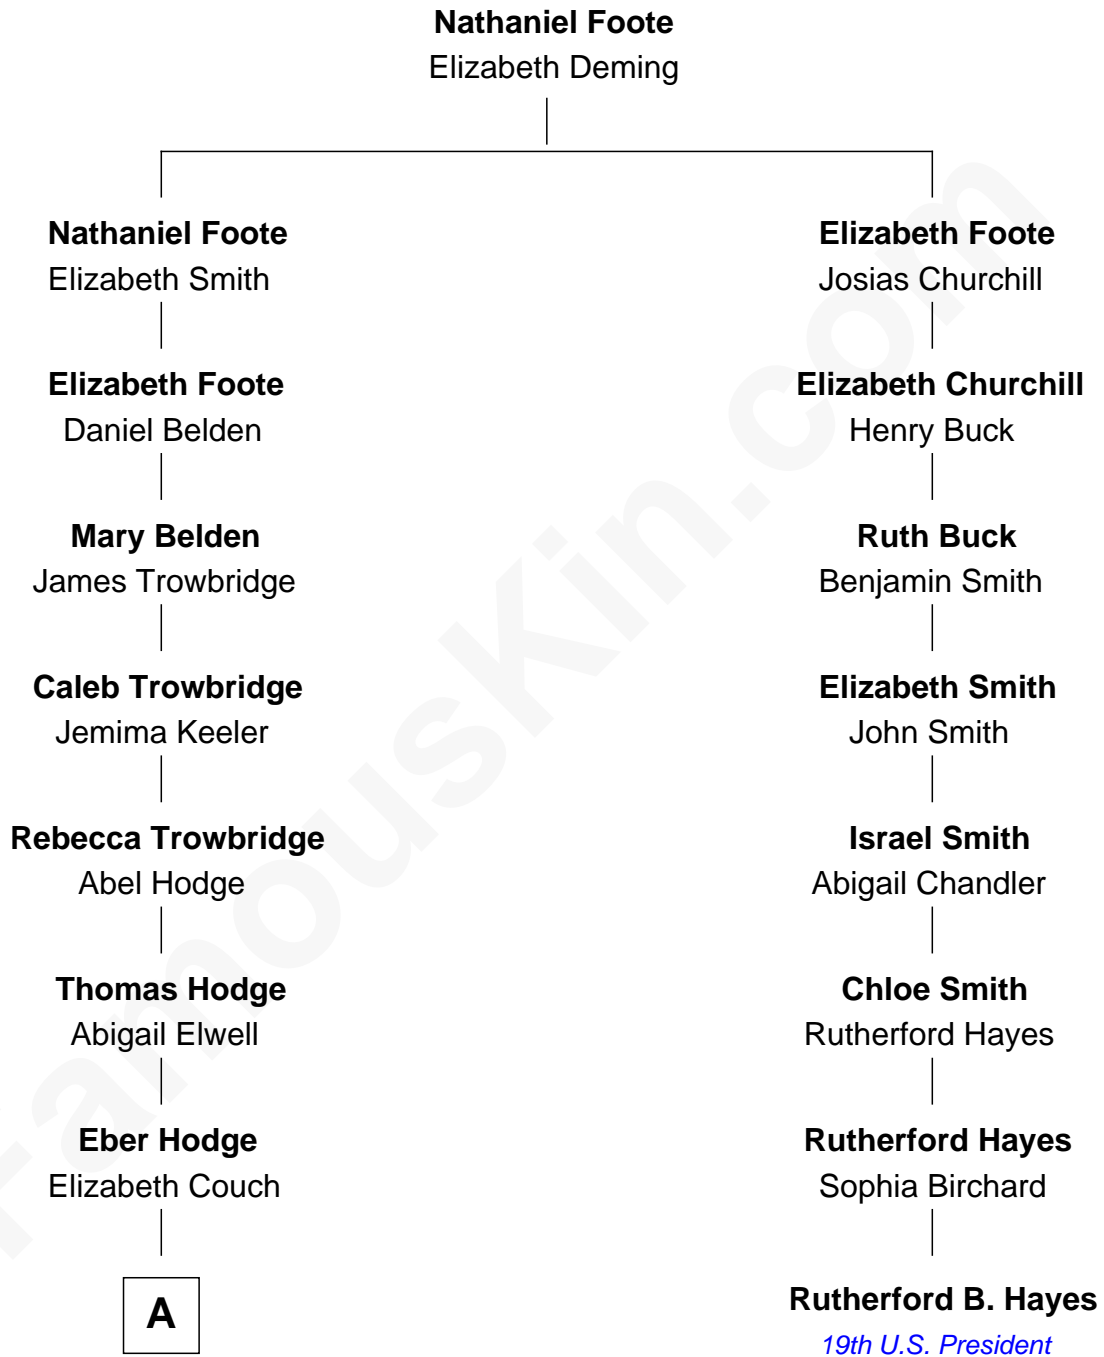 Nathaniel Foote
Elizabeth Deming
Nathaniel Foote
Elizabeth Smith
Elizabeth Foote
Daniel Belden
Mary Belden
James Trowbridge
Caleb Trowbridge
Jemima Keeler
Rebecca Trowbridge
Abel Hodge
Thomas Hodge
Abigail Elwell
Eber Hodge
Elizabeth Couch
A
Elizabeth Foote
Josias Churchill
Elizabeth Churchill
Henry Buck
Ruth Buck
Benjamin Smith
Elizabeth Smith
John Smith
Israel Smith
Abigail Chandler
Chloe Smith
Rutherford Hayes
Rutherford Hayes
Sophia Birchard
Rutherford B. Hayes
19th U.S. President
FamousKin.com